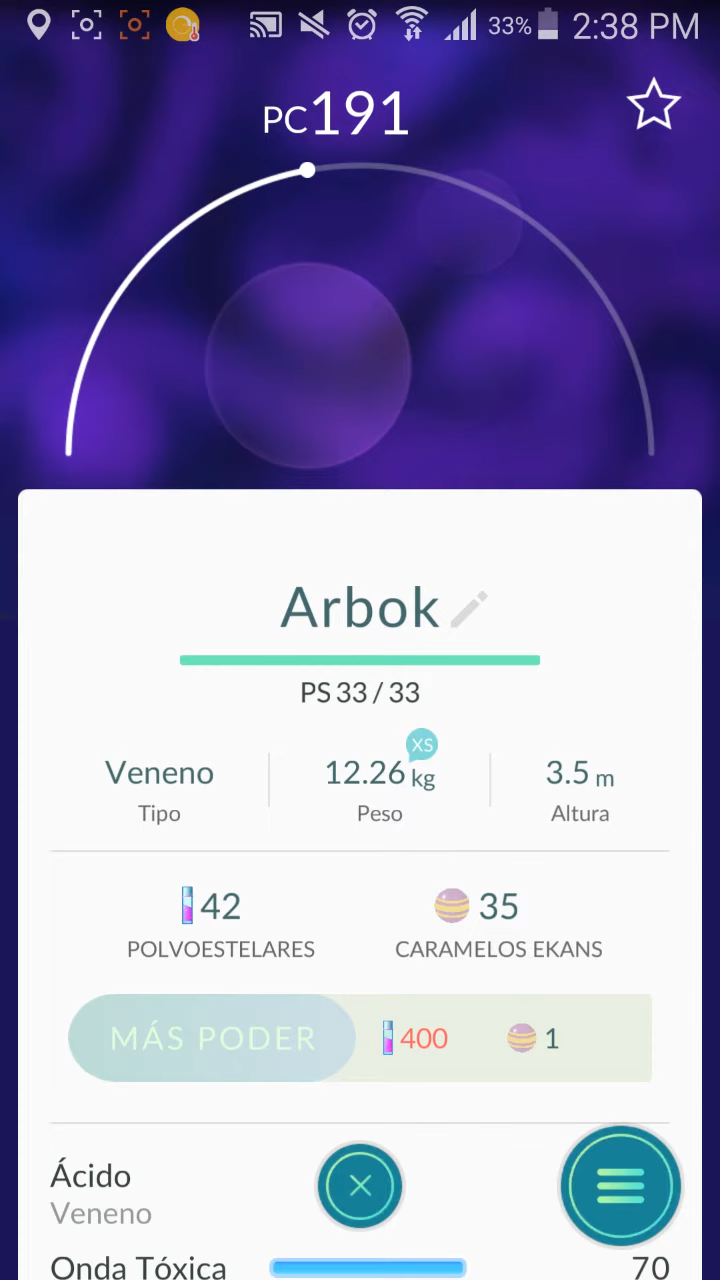 33% 2:38 PM
PC191
Arbok
PS 33 / 33
XS
Veneno 12.26 kg 3.5 m
Tipo Peso Altura
42 35
POLVOESTELARES CARAMELOS EKANS
MÁS PODER 400 1
Ácido
Veneno
Onda Tóxica 70